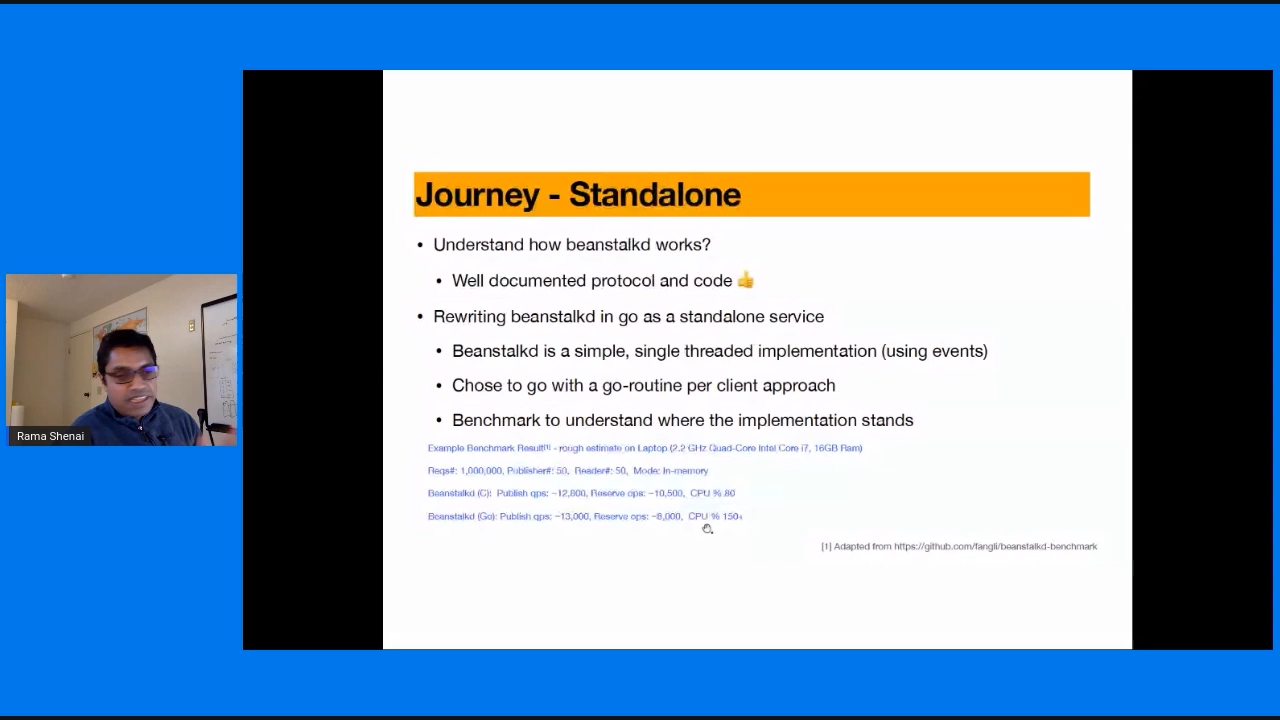 Journey - Standalone
• Understand how beanstalkd works?
• Well documented protocol and code 👍
• Rewriting beanstalkd in go as a standalone service
• Beanstalkd is a simple, single threaded implementation (using events)
• Chose to go with a go-routine per client approach
• Benchmark to understand where the implementation stands
Example Benchmark Result[1] - rough estimate on Laptop (2.2 GHz Quad-Core Intel Core i7, 16GB Ram)
Reqs#: 1,000,000, Publisher#: 50, Reader#: 50, Mode: In-memory
Beanstalkd (C): Publish qps: ~12,800, Reserve ops: ~10,500, CPU % 80
Beanstalkd (Go): Publish qps: ~13,000, Reserve ops: ~8,000, CPU % 150+
[1] Adapted from https://github.com/fangli/beanstalkd-benchmark
Rama Shenai